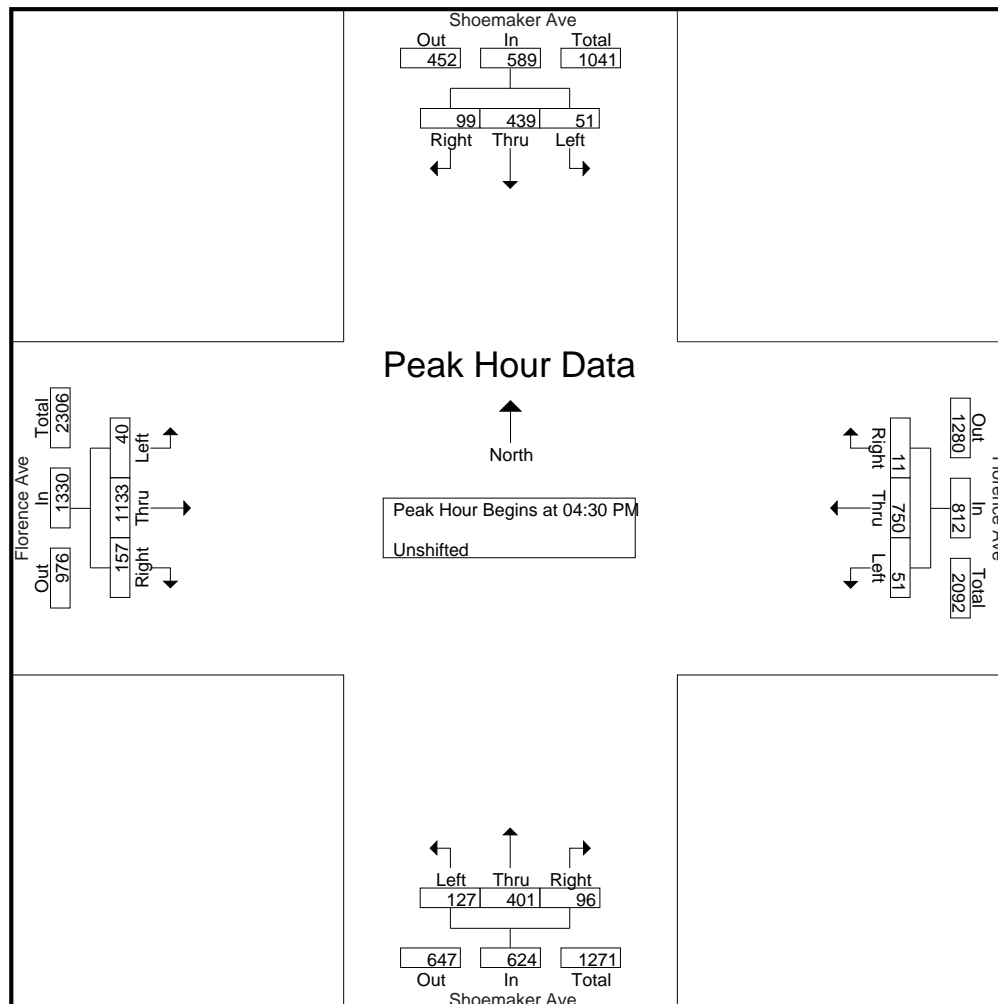 Shoemaker Ave
Out In Total
452 589 1041
99 439 51
Right Thru Left
Peak Hour Data
North
Peak Hour Begins at 04:30 PM
Unshifted
Florence Ave
Out In Total
976 1330 2306
Right Thru Left
157 1133 40
Florence Ave
Out In Total
1280 812 2092
11 750 51
Right Thru Left
Left Thru Right
127 401 96
647 624 1271
Out In Total
Shoemaker Ave